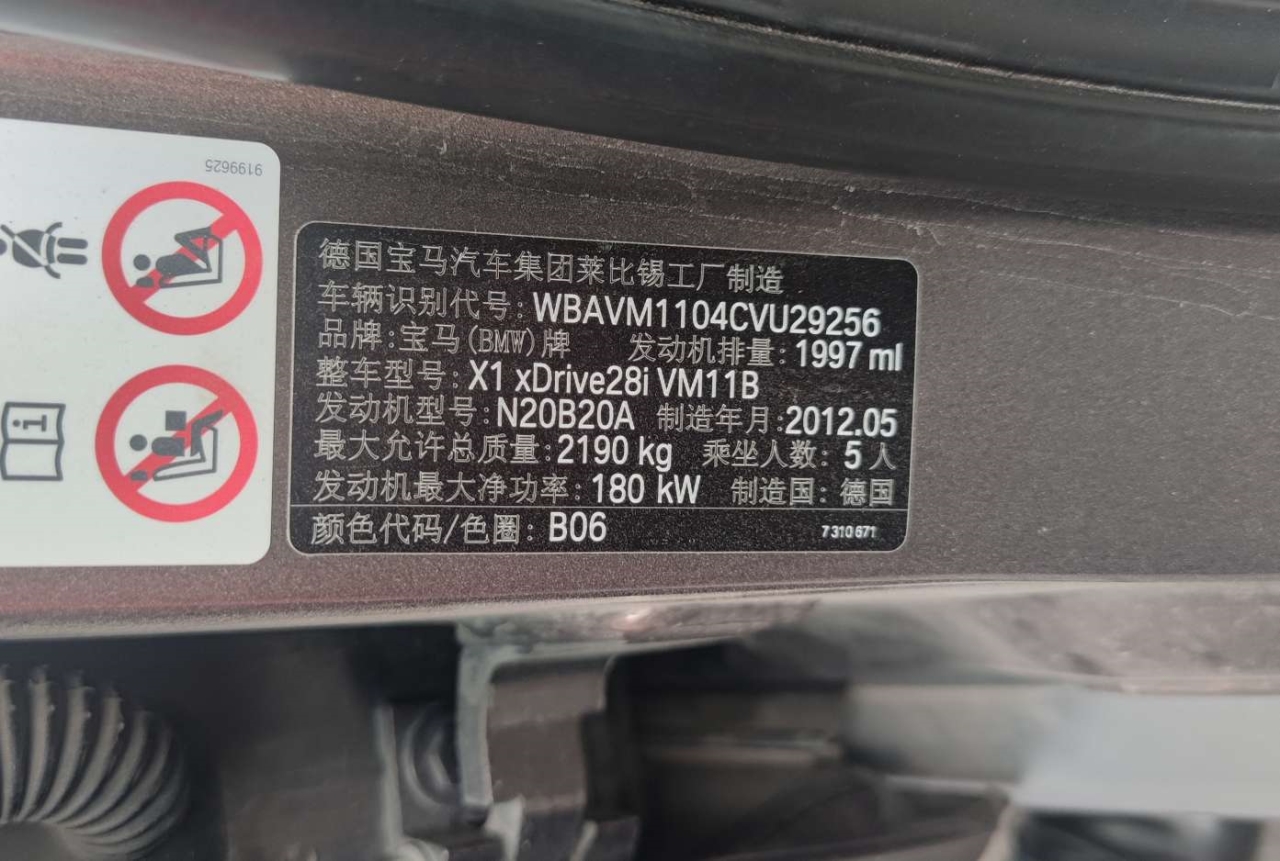 9199625
德国宝马汽车集团莱比锡工厂制造
车辆识别代号: WBAVM1104CVU29256
品牌: 宝马(BMW)牌 发动机排量: 1997 ml
整车型号: X1 xDrive28i VM11B
发动机型号: N20B20A 制造年月: 2012.05
最大允许总质量: 2190 kg 乘坐人数: 5 人
发动机最大净功率: 180 kW 制造国: 德国
颜色代码/色圈: B06 7310671